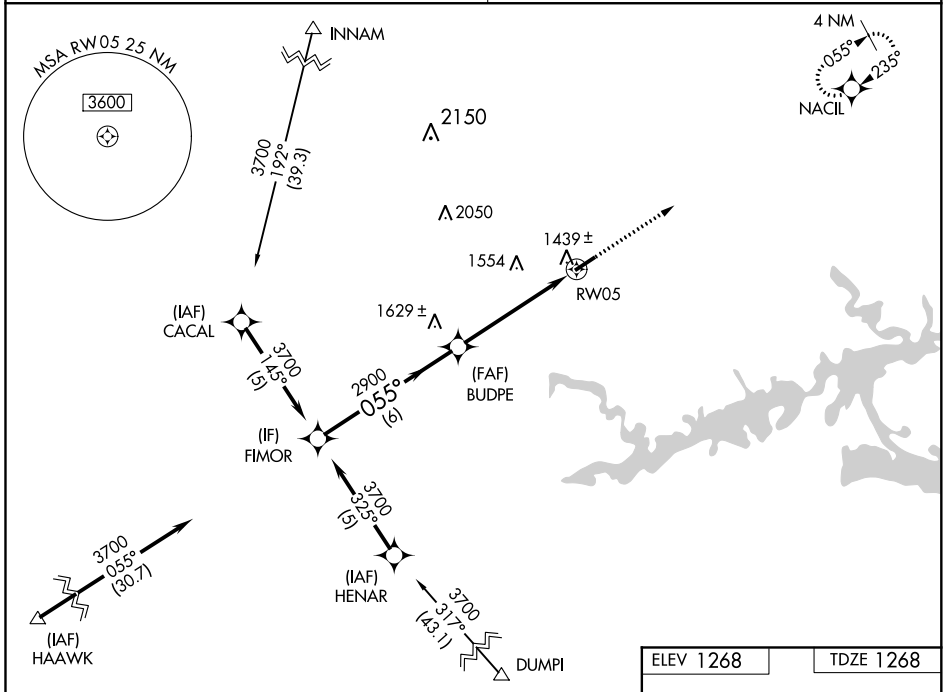 MSA RW05 25 NM
3600
INNAM
3700
192°
(39.3)
2150
2050
1554
1439 ±
RW05
4 NM
055°
235°
NACIL
(IAF)
CACAL
3700
145°
(5)
1629 ±
2900
055°
(6)
(FAF)
BUDPE
(IF)
FIMOR
3700
325°
(5)
(IAF)
HENAR
3700
055°
(30.7)
(IAF)
HAAWK
3700
317°
(43.1)
DUMPI
ELEV 1268
TDZE 1268